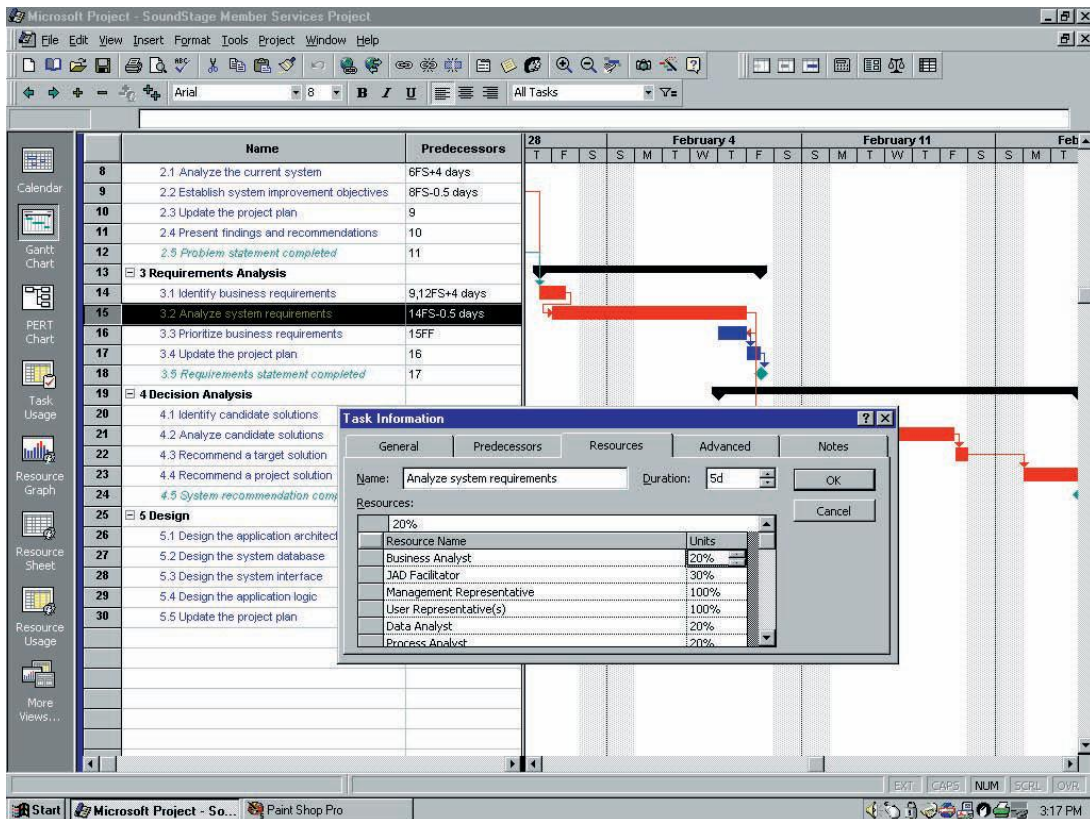 Microsoft Project - SoundStage Member Services Project
File Edit View Insert Format Tools Project Window Help
Arial 8 B I U All Tasks
Calendar
Gantt Chart
PERT Chart
Task Usage
Resource Graph
Resource Sheet
Resource Usage
More Views...
Name Predecessors
8 2.1 Analyze the current system 6FS+4 days
9 2.2 Establish system improvement objectives 8FS-0.5 days
10 2.3 Update the project plan 9
11 2.4 Present findings and recommendations 10
12 2.5 Problem statement completed 11
13 3 Requirements Analysis
14 3.1 Identify business requirements 9,12FS+4 days
15 3.2 Analyze system requirements 14FS-0.5 days
16 3.3 Prioritize business requirements 15FF
17 3.4 Update the project plan 16
18 3.5 Requirements statement completed 17
19 4 Decision Analysis
20 4.1 Identify candidate solutions
21 4.2 Analyze candidate solutions
22 4.3 Recommend a target solution
23 4.4 Recommend a project solution
24 4.5 System recommendation comp
25 5 Design
26 5.1 Design the application architect
27 5.2 Design the system database
28 5.3 Design the system interface
29 5.4 Design the application logic
30 5.5 Update the project plan
28 February 4 February 11 Feb
T F S S M T W T F S S M T W T F S S M T
Task Information
General Predecessors Resources Advanced Notes
Name: Analyze system requirements Duration: 5d OK
Resources: Cancel
20%
Resource Name Units
Business Analyst 20%
JAD Facilitator 30%
Management Representative 100%
User Representative(s) 100%
Data Analyst 20%
Process Analyst 20%
EXT CAPS NUM SCRL OVR
Start Microsoft Project - So... Paint Shop Pro 3:17 PM